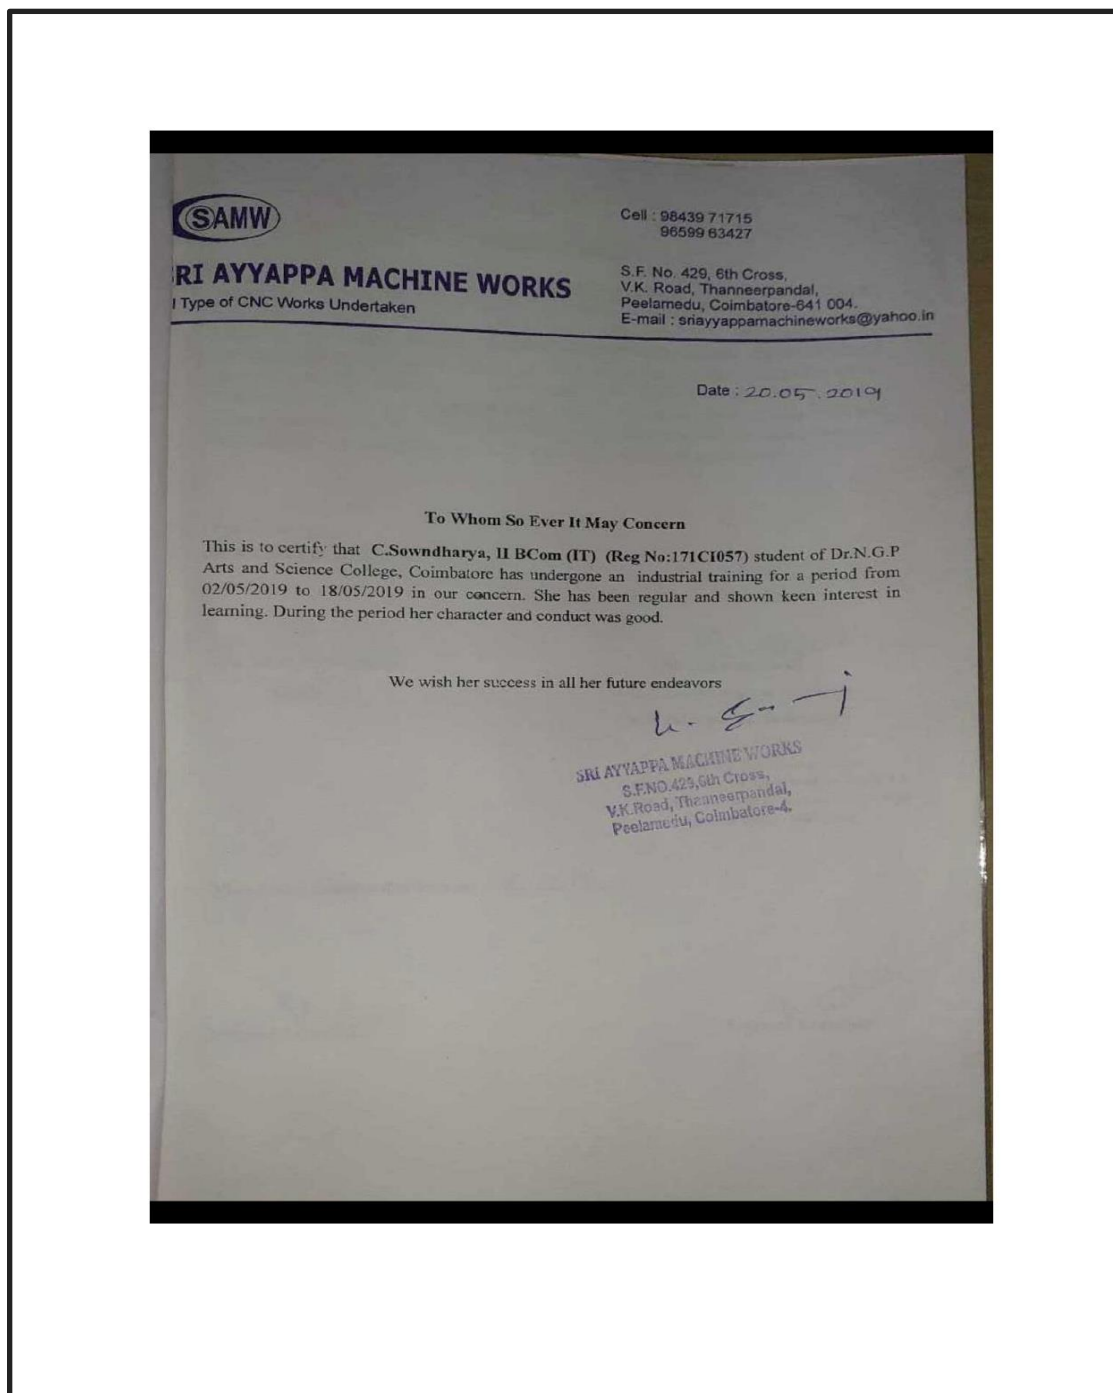 SAMW
RI AYYAPPA MACHINE WORKS
l Type of CNC Works Undertaken
Cell : 98439 71715
96599 63427
S.F. No. 429, 6th Cross,
V.K. Road, Thanneerpandal,
Peelamedu, Coimbatore-641 004.
E-mail : sriayyappamachineworks@yahoo.in
Date : 20.05.2019
To Whom So Ever It May Concern
This is to certify that C.Sowndharya, II BCom (IT) (Reg No:171CI057) student of Dr.N.G.P
Arts and Science College, Coimbatore has undergone an industrial training for a period from
02/05/2019 to 18/05/2019 in our concern. She has been regular and shown keen interest in
learning. During the period her character and conduct was good.
We wish her success in all her future endeavors
SRI AYYAPPA MACHINE WORKS
S.F.NO.429,6th Cross,
V.K.Road, Thanneerpandal,
Peelamedu, Coimbatore-4.